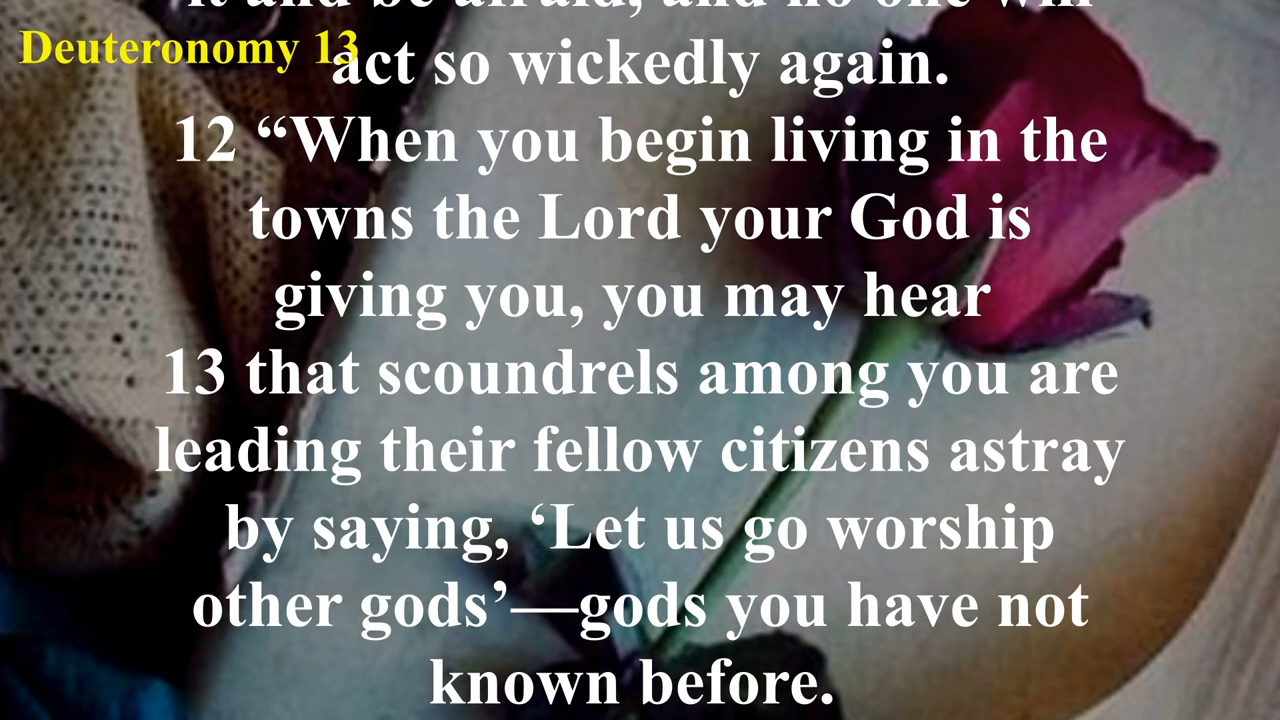 it and be afraid, and no one will
Deuteronomy 13
act so wickedly again.
12 “When you begin living in the
towns the Lord your God is
giving you, you may hear
13 that scoundrels among you are
leading their fellow citizens astray
by saying, ‘Let us go worship
other gods’—gods you have not
known before.